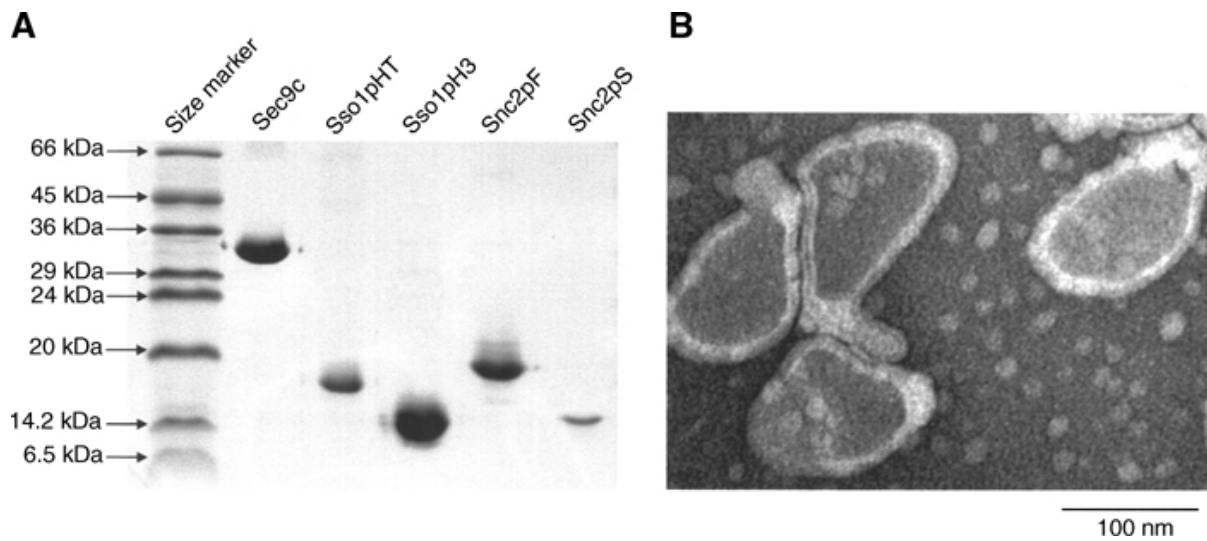 A
B
Size marker
Sec9c
Sso1pHT
Sso1pH3
Snc2pF
Snc2pS
66 kDa
45 kDa
36 kDa
29 kDa
24 kDa
20 kDa
14.2 kDa
6.5 kDa
100 nm